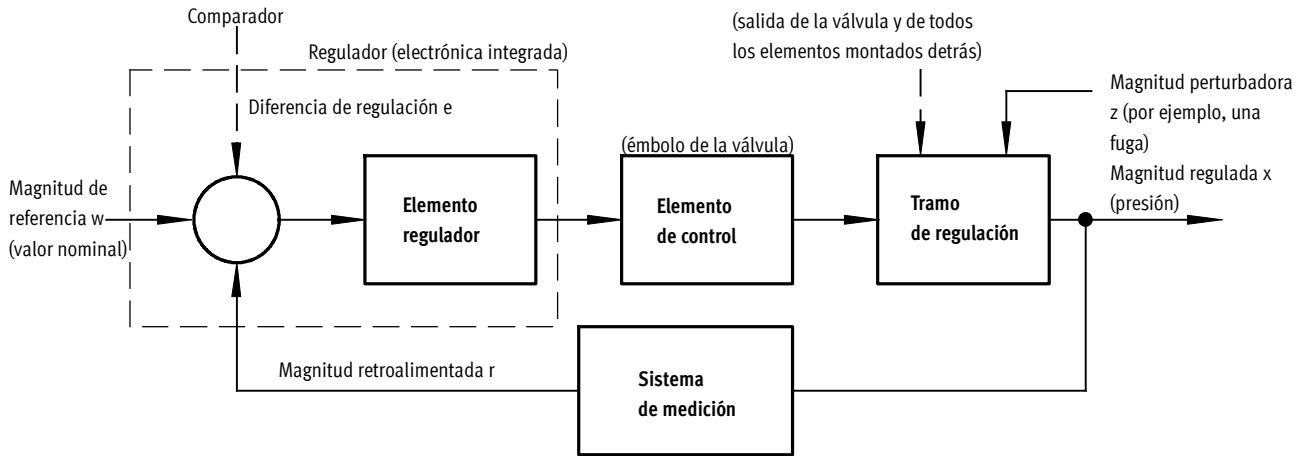 Comparador
Regulador (electrónica integrada)
(salida de la válvula y de todos
los elementos montados detrás)
Diferencia de regulación e
Magnitud perturbadora
z (por ejemplo, una
fuga)
(émbolo de la válvula)
Magnitud regulada x
(presión)
Magnitud de
referencia w
(valor nominal)
Elemento
regulador
Elemento
de control
Tramo
de regulación
Magnitud retroalimentada r
Sistema
de medición